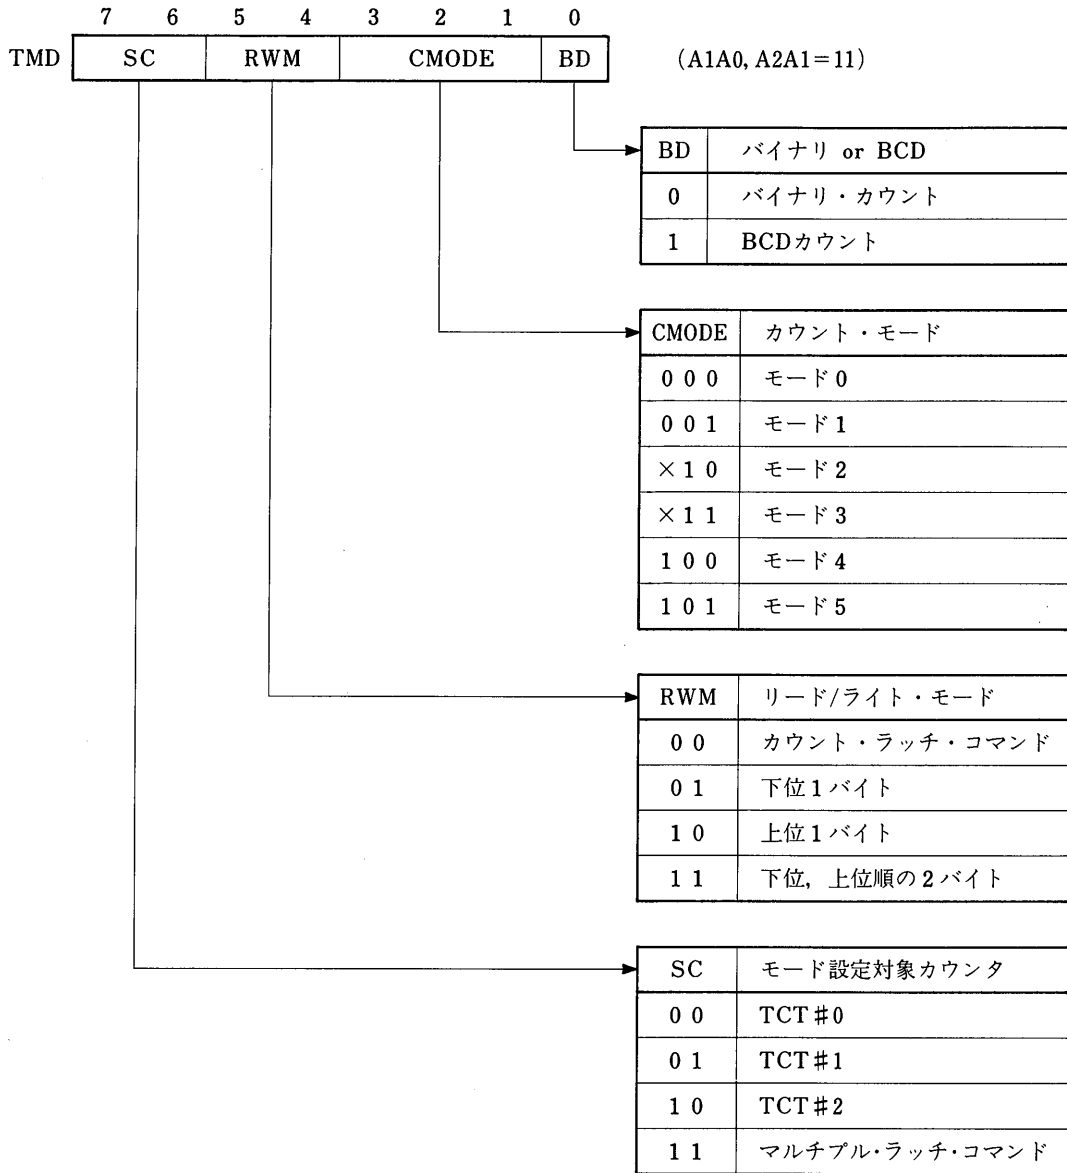 7 6 5 4 3 2 1 0
TMD SC RWM CMODE BD (A1A0, A2A1=11)
BD バイナリ or BCD
0 バイナリ・カウント
1 BCDカウント
CMODE カウント・モード
0 0 0 モード0
0 0 1 モード1
×1 0 モード2
×1 1 モード3
1 0 0 モード4
1 0 1 モード5
RWM リード/ライト・モード
0 0 カウント・ラッチ・コマンド
0 1 下位1バイト
1 0 上位1バイト
1 1 下位, 上位順の2バイト
SC モード設定対象カウンタ
0 0 TCT#0
0 1 TCT#1
1 0 TCT#2
1 1 マルチプル・ラッチ・コマンド